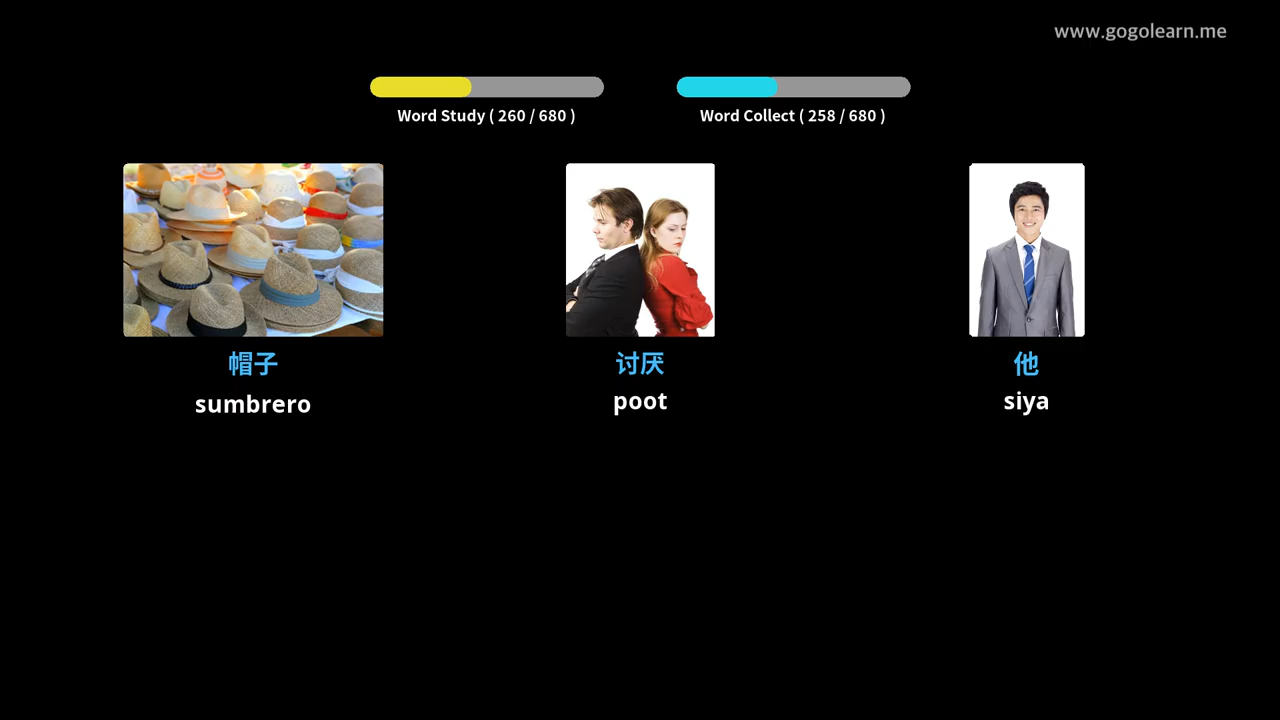 www.gogolearn.me
Word Study ( 260 / 680 )
Word Collect ( 258 / 680 )
帽子
讨厌
他
sumbrero
poot
siya